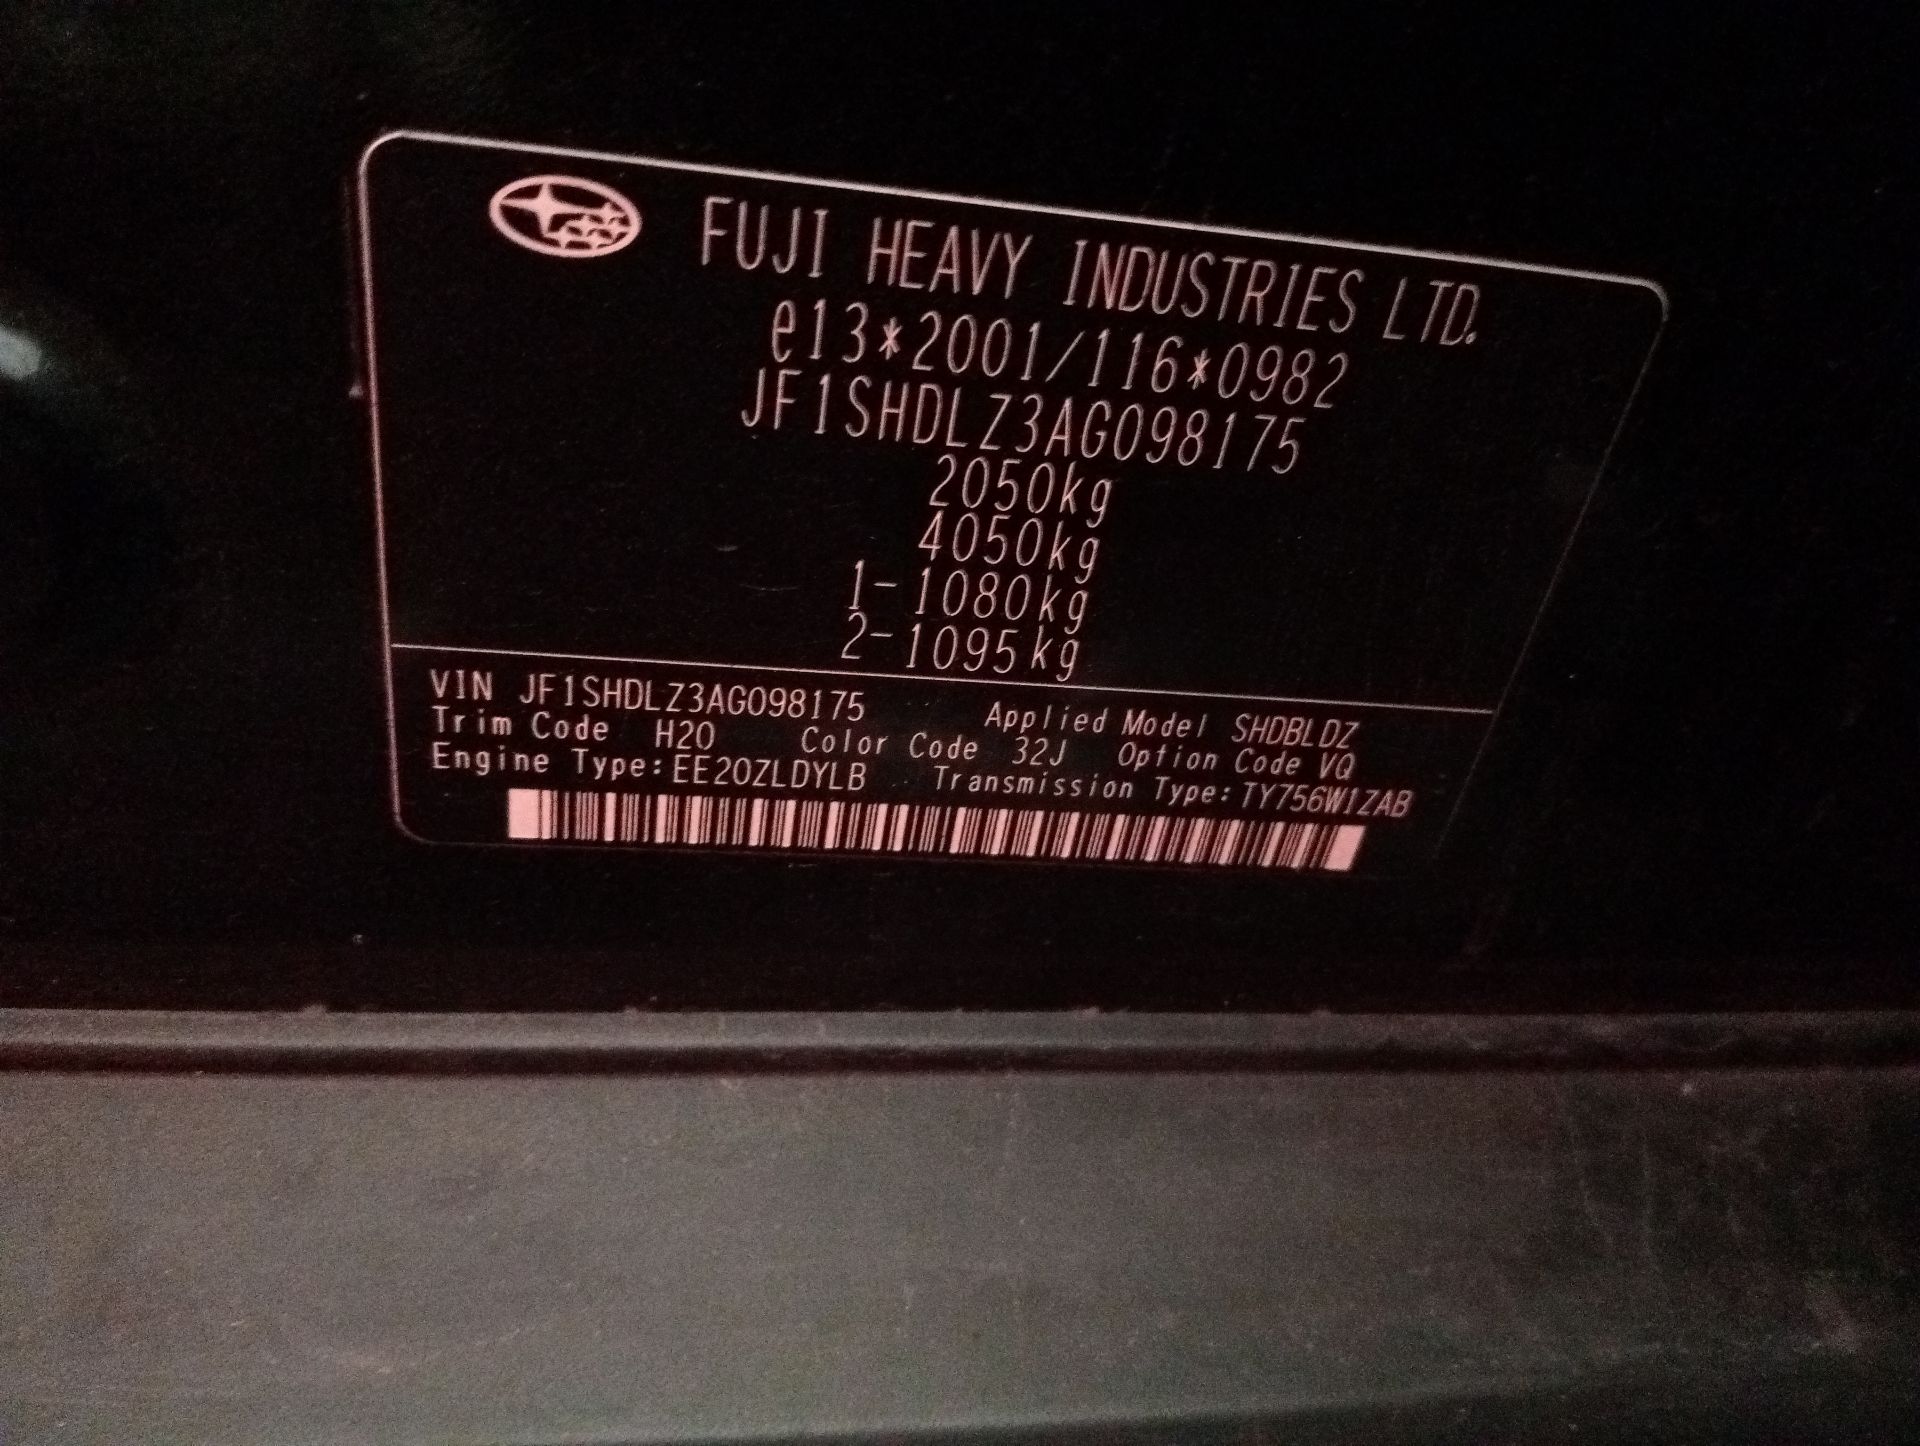 FUJI HEAVY INDUSTRIES LTD.
e13*2001/116*0982
JF1SHDLZ3AG098175
2050kg
4050kg
1-1080kg
2-1095kg
VIN JF1SHDLZ3AG098175 Applied Model SHDBLDZ
Trim Code H20 Color Code 32J Option Code VQ
Engine Type:EE20ZLDYLB Transmission Type:TY756W1ZAB